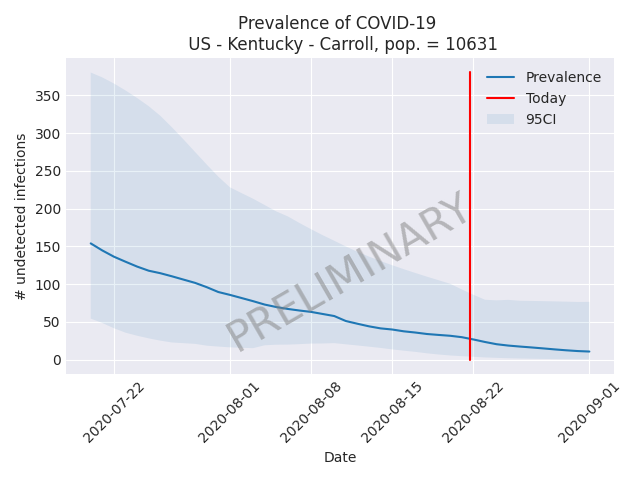 Prevalence of COVID-19
US - Kentucky - Carroll, pop. = 10631
Prevalence
Today
95CI
PRELIMINARY
# undetected infections
350
300
250
200
150
100
50
0
2020-07-22
2020-08-01
2020-08-08
2020-08-15
2020-08-22
2020-09-01
Date